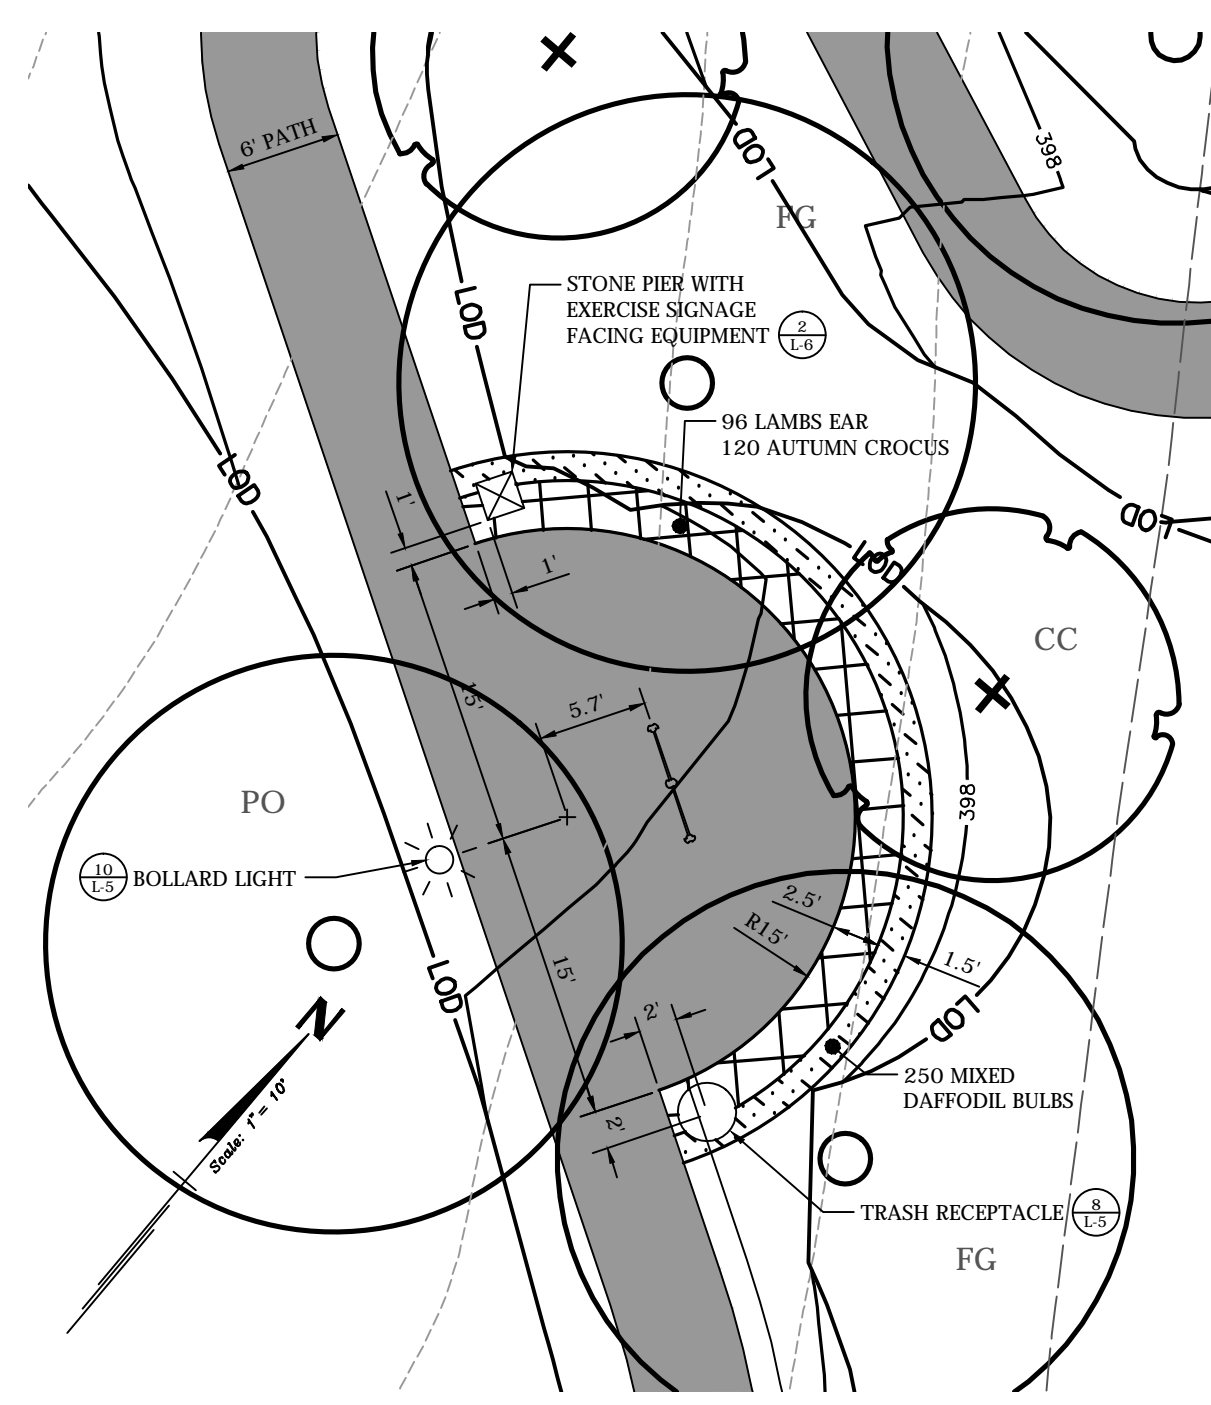 6' PATH
LOD
398
FG
LOD
STONE PIER WITH
EXERCISE SIGNAGE
FACING EQUIPMENT
2
L-6
96 LAMBS EAR
120 AUTUMN CROCUS
LOD
1'
LOD
LOD
1'
CC
15'
5.7'
PO
398
10
L-5
BOLLARD LIGHT
2.5'
R15'
15'
1.5'
LOD
2'
LOD
N
250 MIXED
DAFFODIL BULBS
Scale: 1" = 10'
2'
TRASH RECEPTACLE
8
L-5
FG